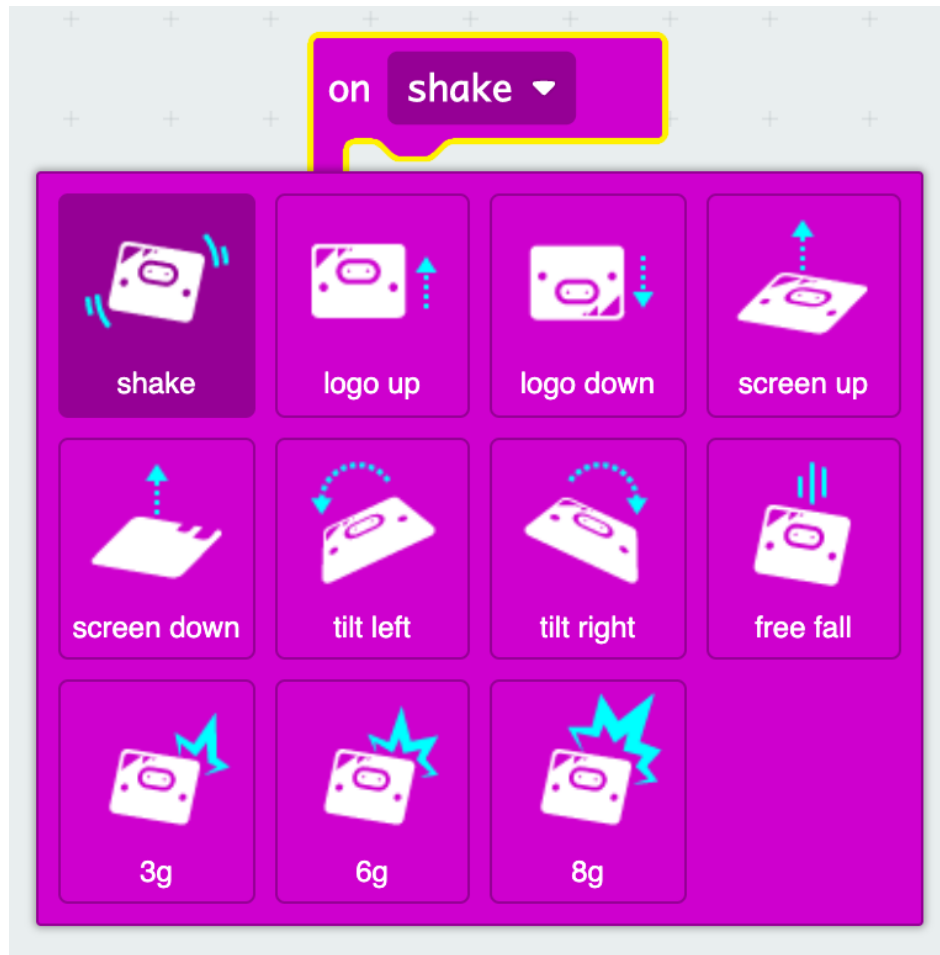 on shake
shake logo up logo down screen up
screen down tilt left tilt right free fall
3g 6g 8g